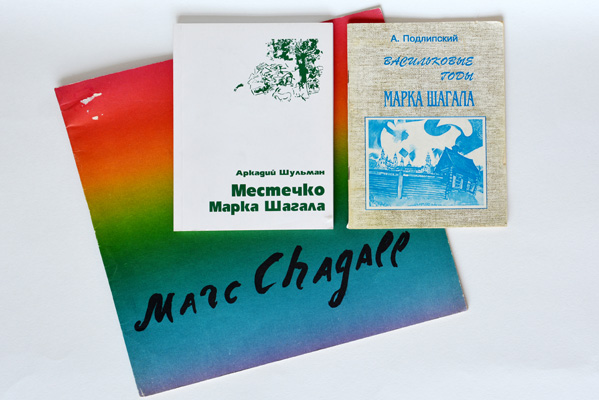 Аркадий Шульман
Местечко
Марка Шагала
А. Подлипский
ВАСИЛЬКОВЫЕ
ГОДЫ
МАРКА ШАГАЛА
Marc Chagall